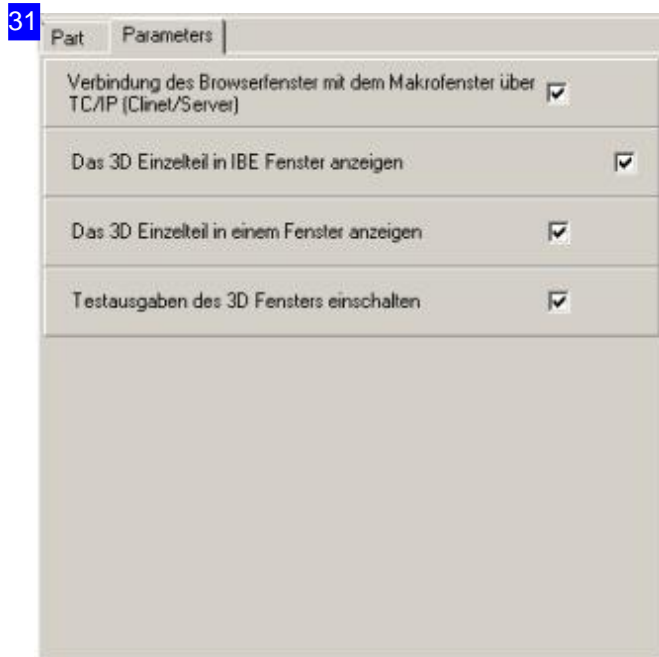 31
Part Parameters
Verbindung des Browserfenster mit dem Makrofenster über
TC/IP (Clinet/Server)
Das 3D Einzelteil in IBE Fenster anzeigen
Das 3D Einzelteil in einem Fenster anzeigen
Testausgaben des 3D Fensters einschalten